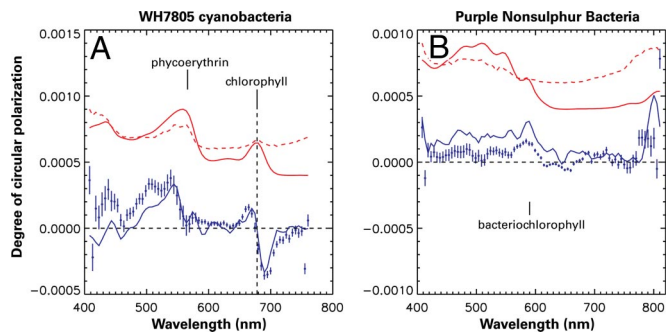 WH7805 cyanobacteria
Purple Nonsulphur Bacteria
A
B
phycoerythrin
chlorophyll
bacteriochlorophyll
Degree of circular polarization
0.0015
0.0010
0.0005
0.0000
−0.0005
400 500 600 700 800
Wavelength (nm)
0.0010
0.0005
0.0000
−0.0005
−0.0010
400 500 600 700 800
Wavelength (nm)